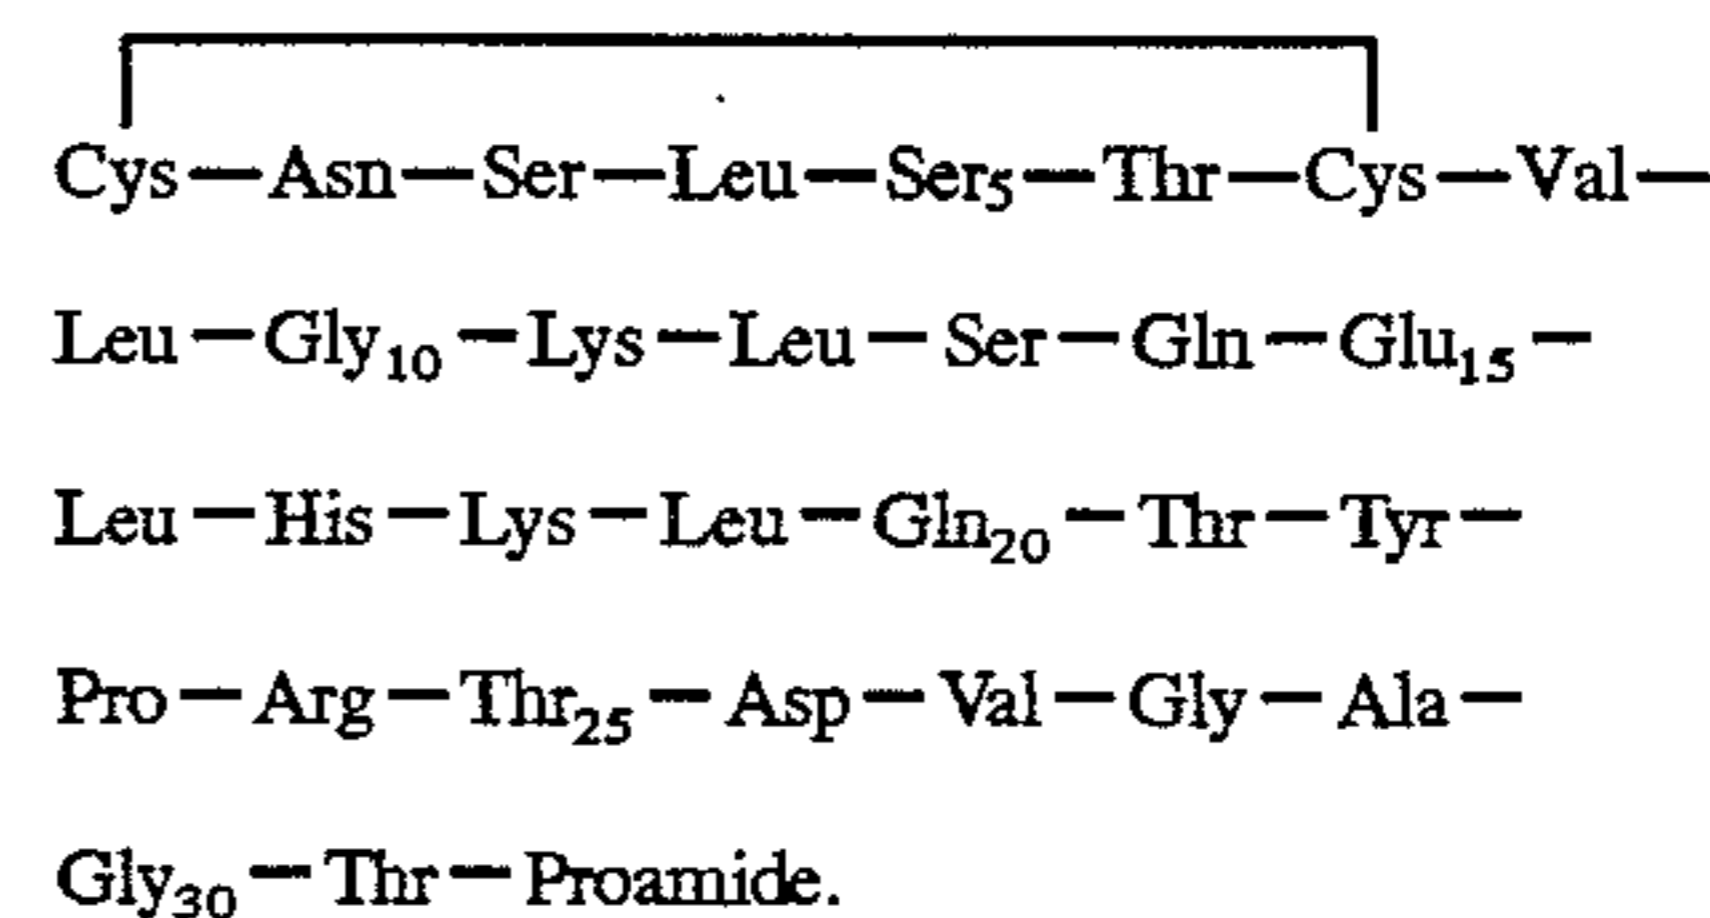 Cys—Asn—Ser—Leu—Ser₅—Thr—Cys—Val—
Leu—Gly₁₀—Lys—Leu—Ser—Gln—Glu₁₅—
Leu—His—Lys—Leu—Gln₂₀—Thr—Tyr—
Pro—Arg—Thr₂₅—Asp—Val—Gly—Ala—
Gly₃₀—Thr—Proamide.